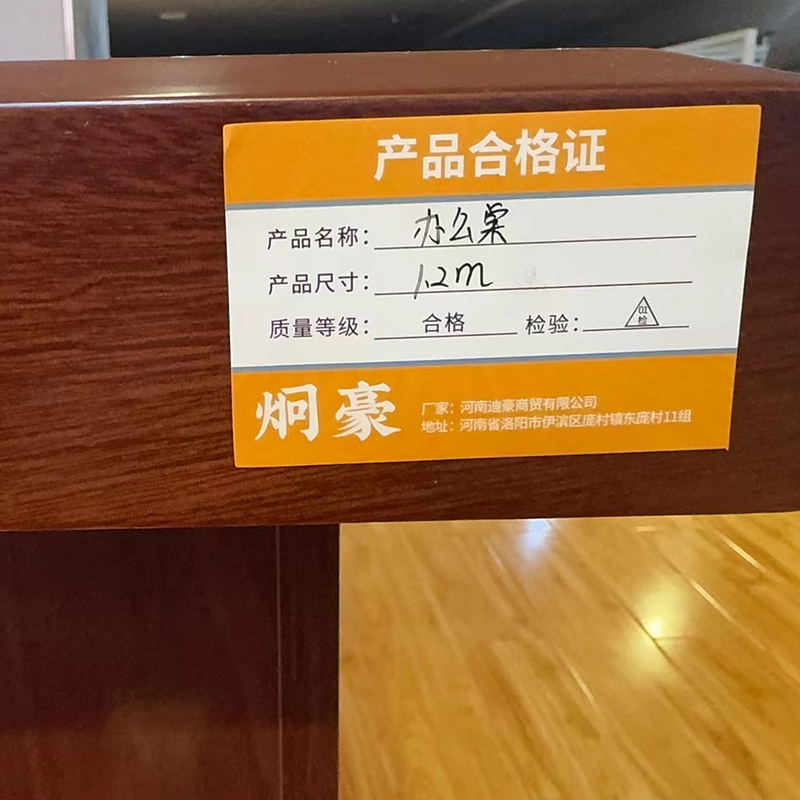 产品合格证
产品名称：办公桌
产品尺寸：1.2m
质量等级：合格 检验：01检
炯豪
厂家：河南迪豪商贸有限公司
地址：河南省洛阳市伊滨区庞村镇东庞村11组